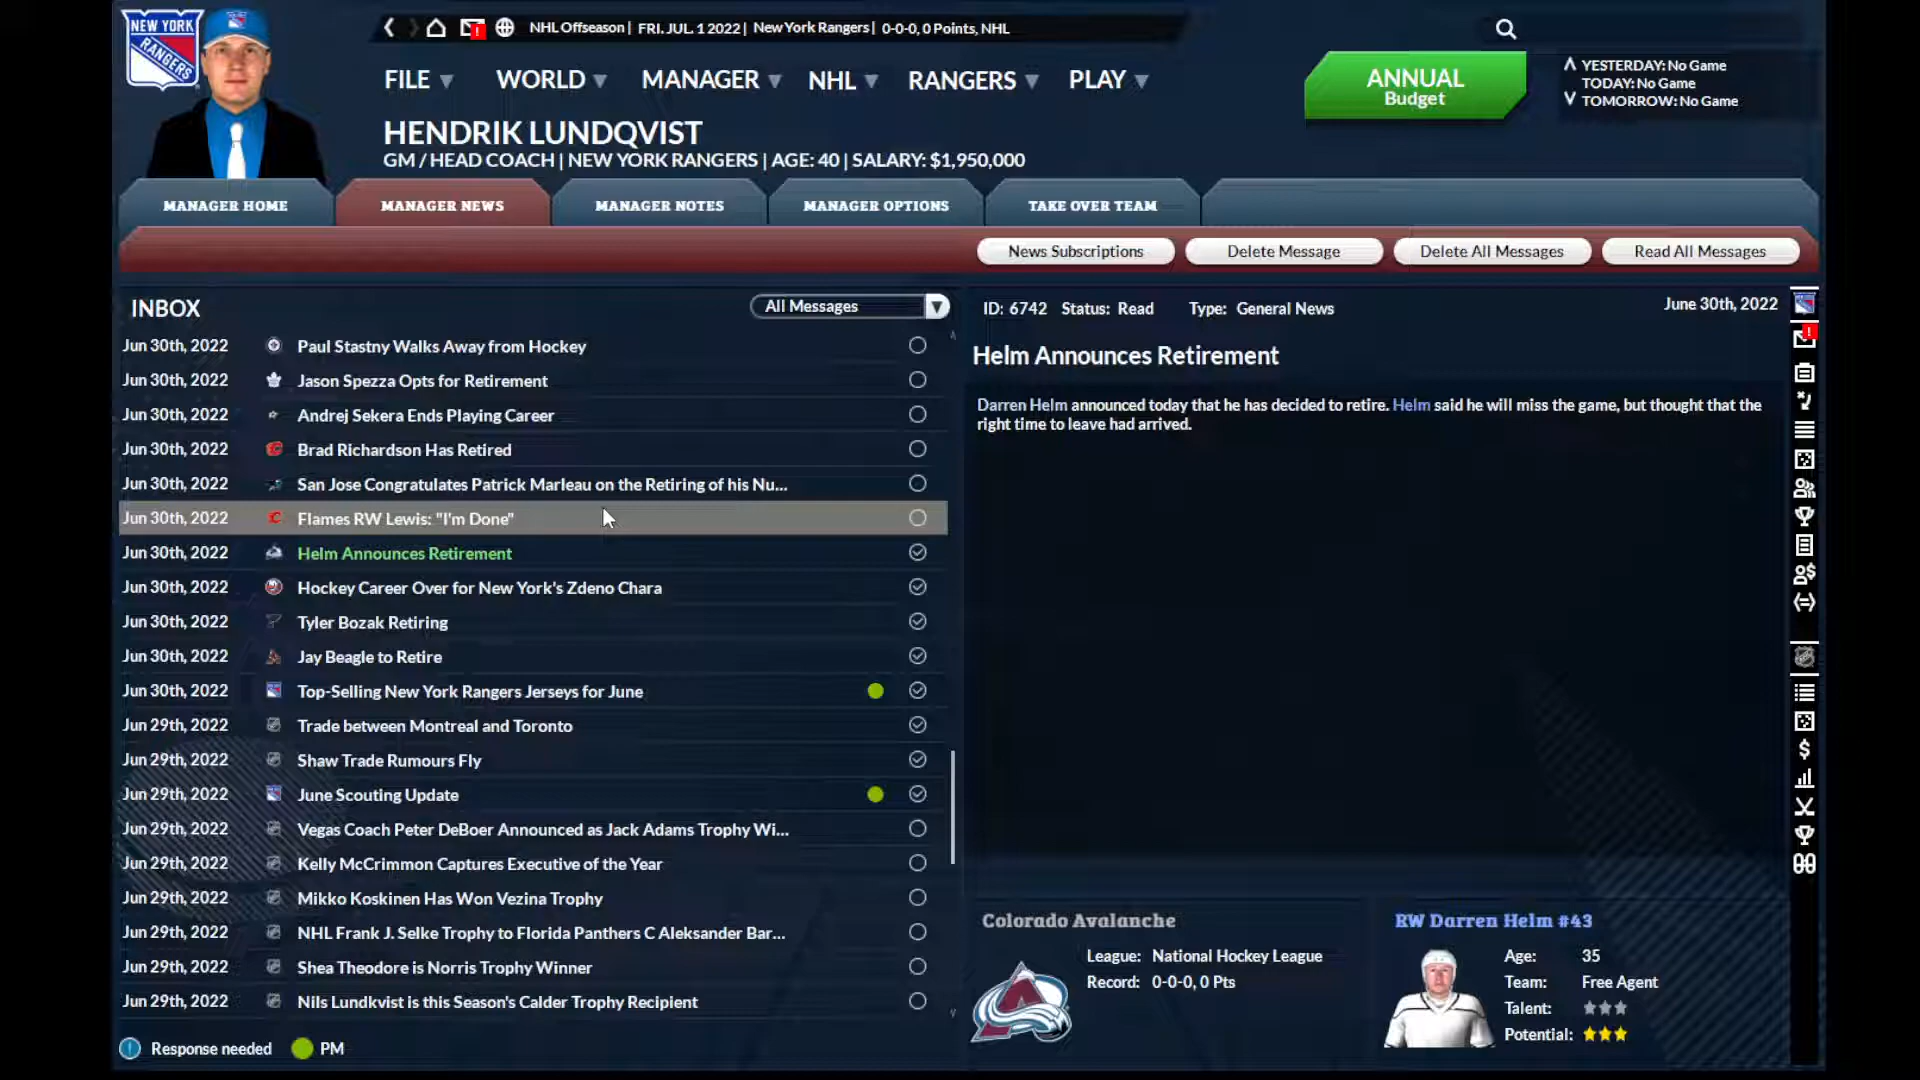 NEW YORK
RANGERS
NHL Offseason | FRI. JUL. 1 2022 | New York Rangers | 0-0-0, 0 Points, NHL
FILE WORLD MANAGER NHL RANGERS PLAY
ANNUAL
Budget
YESTERDAY: No Game
TODAY: No Game
TOMORROW: No Game
HENDRIK LUNDQVIST
GM / HEAD COACH | NEW YORK RANGERS | AGE: 40 | SALARY: $1,950,000
MANAGER HOME MANAGER NEWS MANAGER NOTES MANAGER OPTIONS TAKE OVER TEAM
News Subscriptions Delete Message Delete All Messages Read All Messages
INBOX All Messages
Jun 30th, 2022 Paul Stastny Walks Away from Hockey
Jun 30th, 2022 Jason Spezza Opts for Retirement
Jun 30th, 2022 Andrej Sekera Ends Playing Career
Jun 30th, 2022 Brad Richardson Has Retired
Jun 30th, 2022 San Jose Congratulates Patrick Marleau on the Retiring of his Nu...
Jun 30th, 2022 Flames RW Lewis: "I'm Done"
Jun 30th, 2022 Helm Announces Retirement
Jun 30th, 2022 Hockey Career Over for New York's Zdeno Chara
Jun 30th, 2022 Tyler Bozak Retiring
Jun 30th, 2022 Jay Beagle to Retire
Jun 30th, 2022 Top-Selling New York Rangers Jerseys for June
Jun 29th, 2022 Trade between Montreal and Toronto
Jun 29th, 2022 Shaw Trade Rumours Fly
Jun 29th, 2022 June Scouting Update
Jun 29th, 2022 Vegas Coach Peter DeBoer Announced as Jack Adams Trophy Wi...
Jun 29th, 2022 Kelly McCrimmon Captures Executive of the Year
Jun 29th, 2022 Mikko Koskinen Has Won Vezina Trophy
Jun 29th, 2022 NHL Frank J. Selke Trophy to Florida Panthers C Aleksander Bar...
Jun 29th, 2022 Shea Theodore is Norris Trophy Winner
Jun 29th, 2022 Nils Lundkvist is this Season's Calder Trophy Recipient
Response needed PM
ID: 6742 Status: Read Type: General News June 30th, 2022
Helm Announces Retirement
Darren Helm announced today that he has decided to retire. Helm said he will miss the game, but thought that the
right time to leave had arrived.
Colorado Avalanche
League: National Hockey League
Record: 0-0-0, 0 Pts
RW Darren Helm #43
Age: 35
Team: Free Agent
Talent:
Potential: